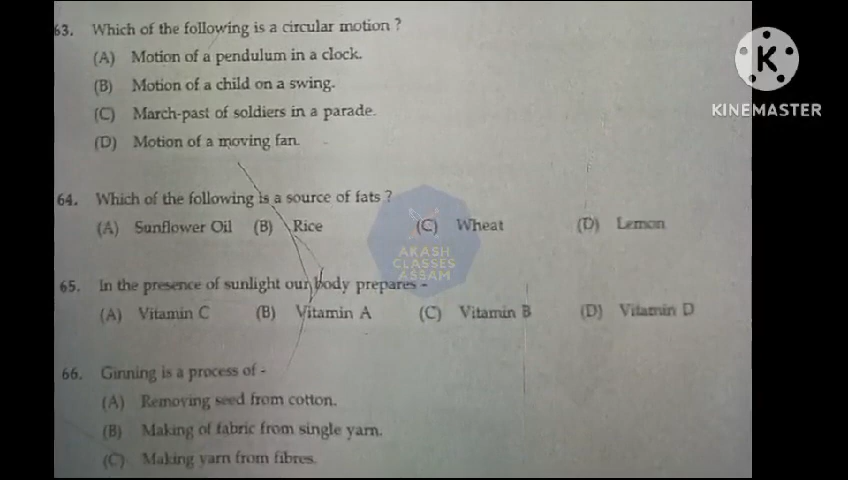 63. Which of the following is a circular motion ?
(A) Motion of a pendulum in a clock.
(B) Motion of a child on a swing.
(C) March-past of soldiers in a parade.
(D) Motion of a moving fan.
KINEMASTER
64. Which of the following is a source of fats ?
(A) Sunflower Oil (B) Rice (C) Wheat (D) Lemon
AKASH
CLASSES
ASSAM
65. In the presence of sunlight our body prepares -
(A) Vitamin C (B) Vitamin A (C) Vitamin B (D) Vitamin D
66. Ginning is a process of -
(A) Removing seed from cotton.
(B) Making of fabric from single yarn.
(C) Making yarn from fibres.